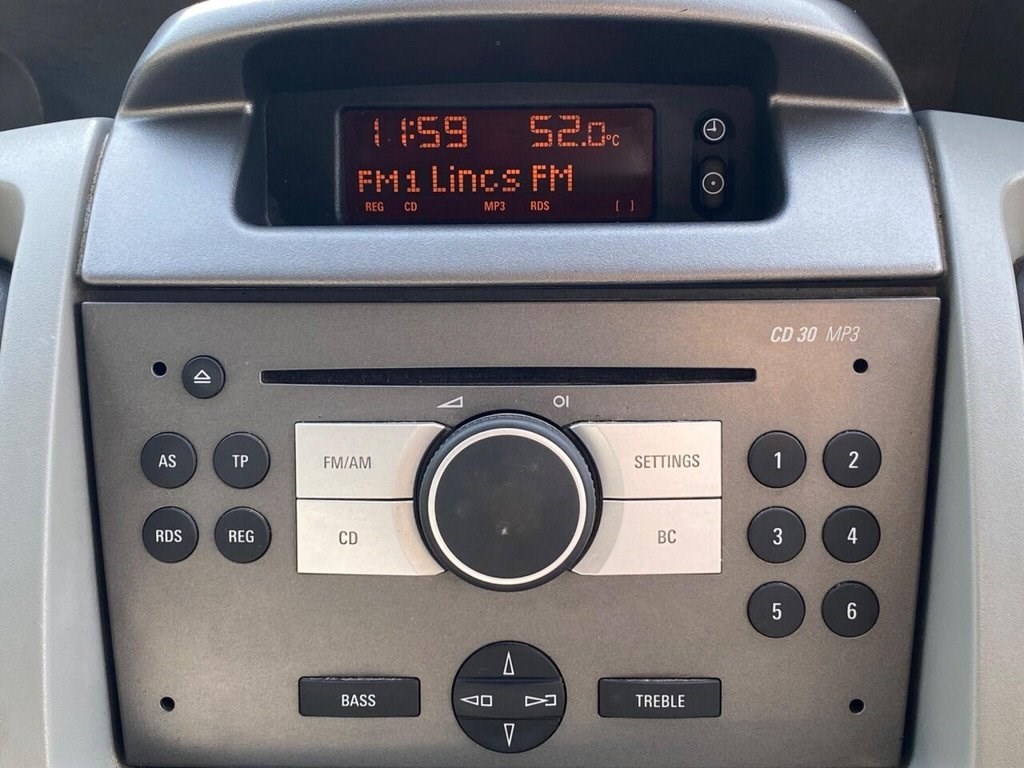 11:59 52.0°C
FM1 Lincs FM
REG CD MP3 RDS [ ]
CD 30 MP3
AS TP FM/AM SETTINGS 1 2
RDS REG CD BC 3 4
5 6
BASS TREBLE